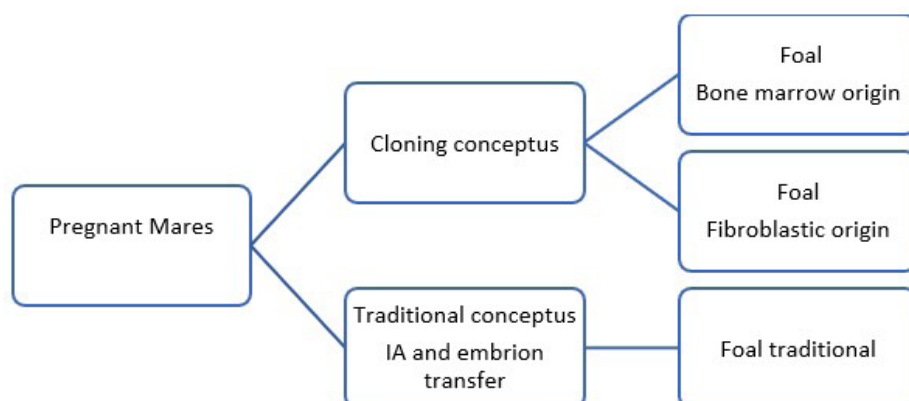 Pregnant Mares
Cloning conceptus
Foal
Bone marrow origin
Foal
Fibroblastic origin
Traditional conceptus
IA and embrion
transfer
Foal traditional